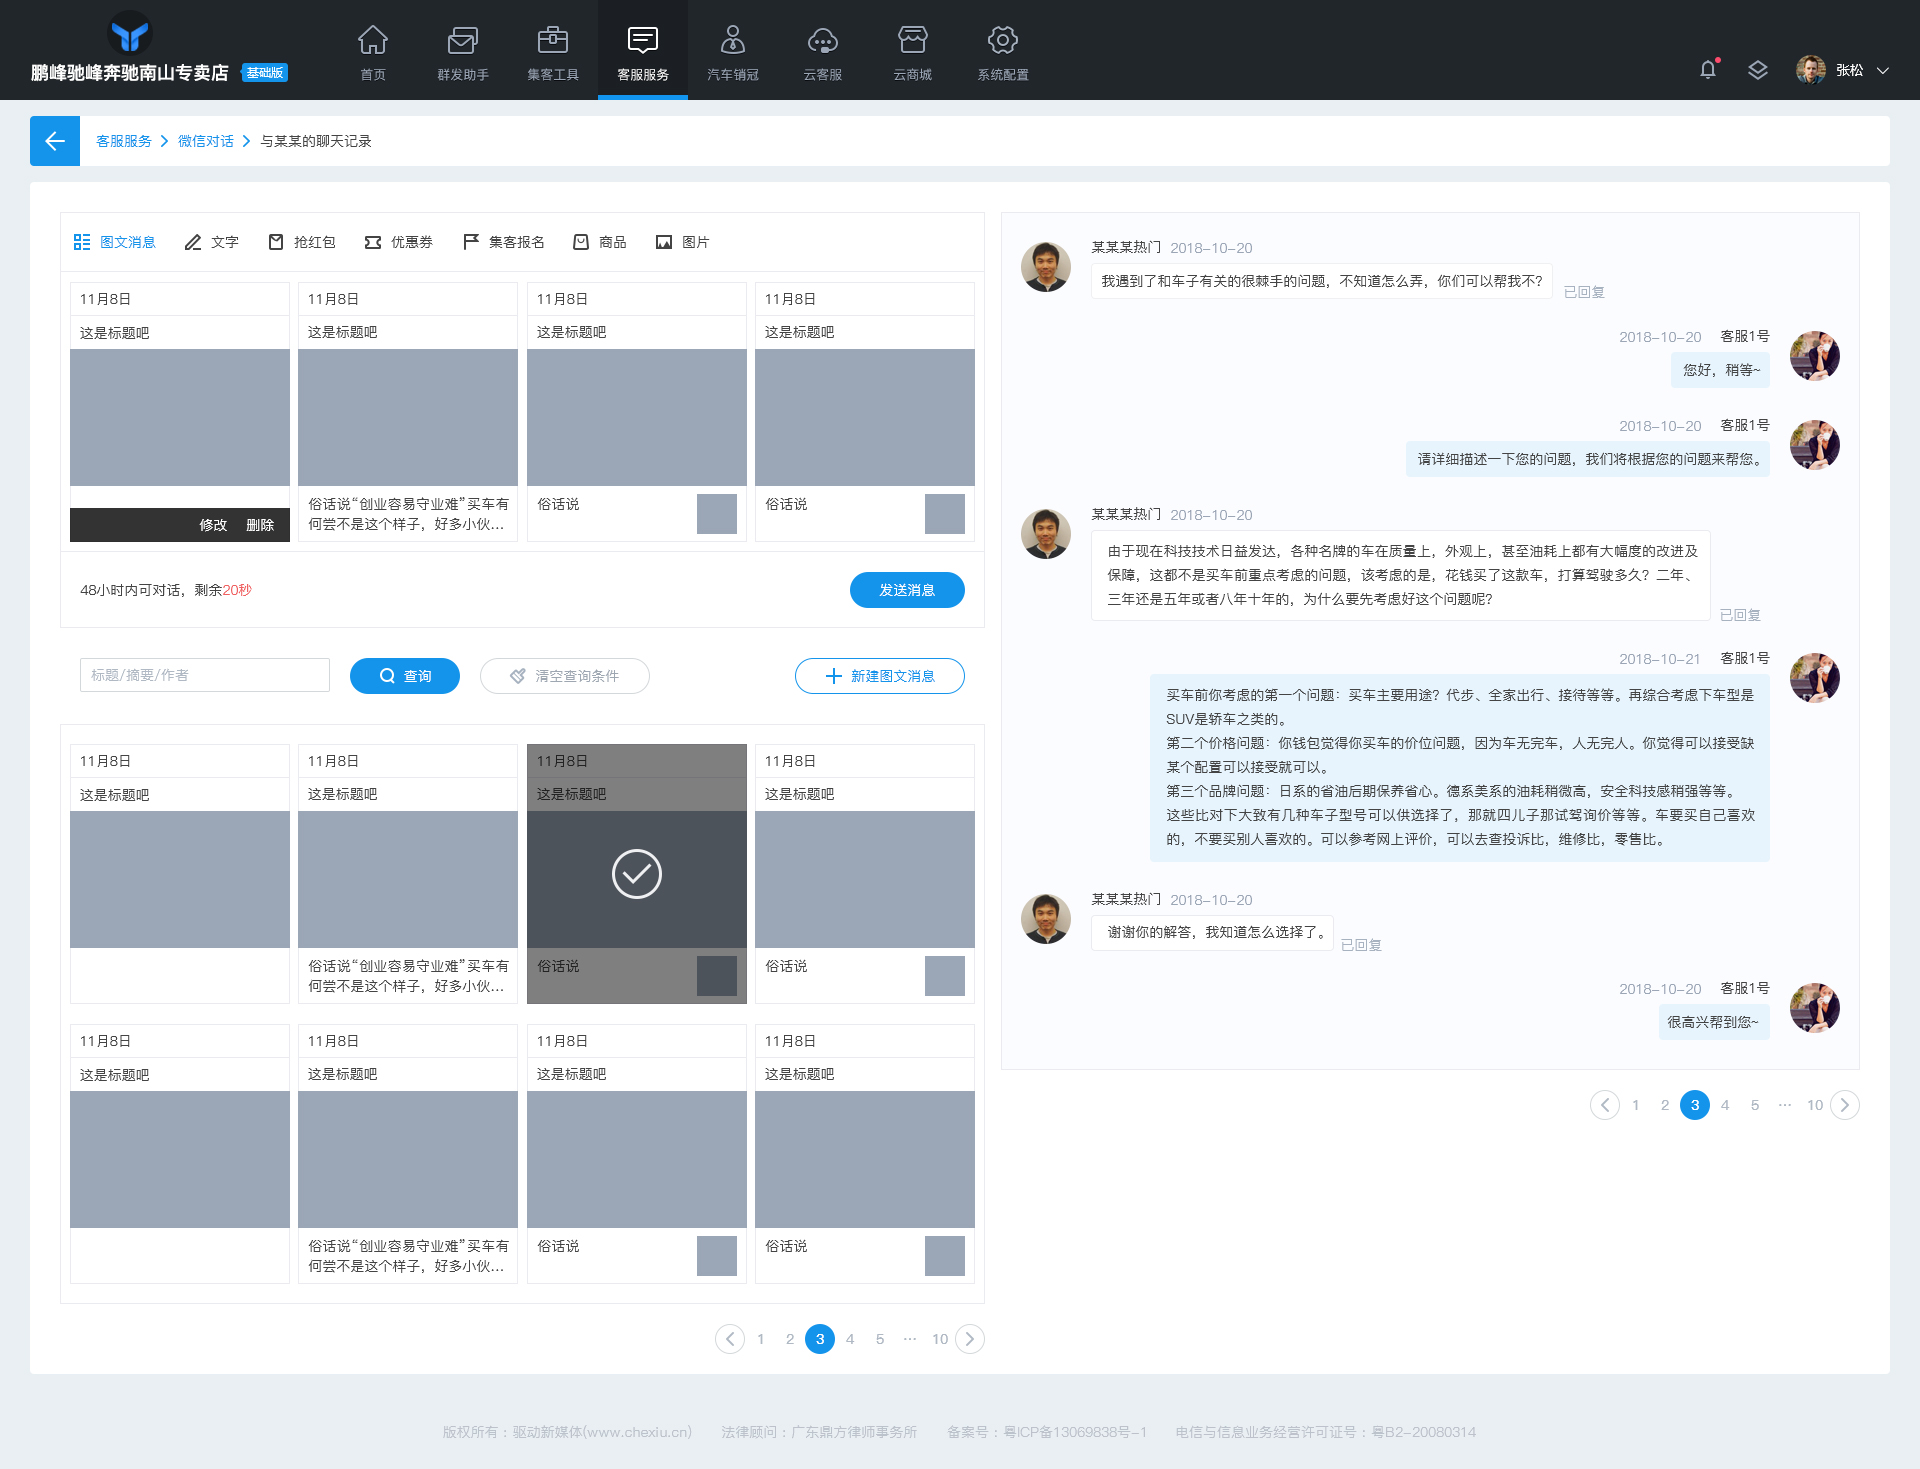 鹏峰驰峰奔驰南山专卖店 基础版
首页 群发助手 集客工具 客服服务 汽车销冠 云客服 云商城 系统配置
张松
客服服务 微信对话 与某某的聊天记录
图文消息 文字 抢红包 优惠券 集客报名 商品 图片
11月8日 11月8日 11月8日 11月8日
这是标题吧 这是标题吧 这是标题吧 这是标题吧
俗话说“创业容易守业难”买车有 俗话说 俗话说
何尝不是这个样子，好多小伙...
修改 删除
48小时内可对话，剩余20秒 发送消息
标题/摘要/作者 查询 清空查询条件 新建图文消息
11月8日 11月8日 11月8日 11月8日
这是标题吧 这是标题吧 这是标题吧 这是标题吧
俗话说“创业容易守业难”买车有 俗话说 俗话说
何尝不是这个样子，好多小伙...
11月8日 11月8日 11月8日 11月8日
这是标题吧 这是标题吧 这是标题吧 这是标题吧
俗话说“创业容易守业难”买车有 俗话说 俗话说
何尝不是这个样子，好多小伙...
1 2 3 4 5 ··· 10
某某某热门 2018-10-20
我遇到了和车子有关的很棘手的问题，不知道怎么弄，你们可以帮我不？
已回复
2018-10-20 客服1号
您好，稍等~
2018-10-20 客服1号
请详细描述一下您的问题，我们将根据您的问题来帮您。
某某某热门 2018-10-20
由于现在科技技术日益发达，各种名牌的车在质量上，外观上，甚至油耗上都有大幅度的改进及
保障，这都不是买车前重点考虑的问题，该考虑的是，花钱买了这款车，打算驾驶多久？二年、
三年还是五年或者八年十年的，为什么要先考虑好这个问题呢？
已回复
2018-10-21 客服1号
买车前你考虑的第一个问题：买车主要用途？代步、全家出行、接待等等。再综合考虑下车型是
SUV是轿车之类的。
第二个价格问题：你钱包觉得你买车的价位问题，因为车无完车，人无完人。你觉得可以接受缺
某个配置可以接受就可以。
第三个品牌问题：日系的省油后期保养省心。德系美系的油耗稍微高，安全科技感稍强等等。
这些比对下大致有几种车子型号可以供选择了，那就四儿子那试驾询价等等。车要买自己喜欢
的，不要买别人喜欢的。可以参考网上评价，可以去查投诉比，维修比，零售比。
某某某热门 2018-10-20
谢谢你的解答，我知道怎么选择了。
已回复
2018-10-20 客服1号
很高兴帮到您~
1 2 3 4 5 ··· 10
版权所有：驱动新媒体(www.chexiu.cn) 法律顾问：广东鼎方律师事务所 备案号：粤ICP备13069838号-1 电信与信息业务经营许可证号：粤B2-20080314